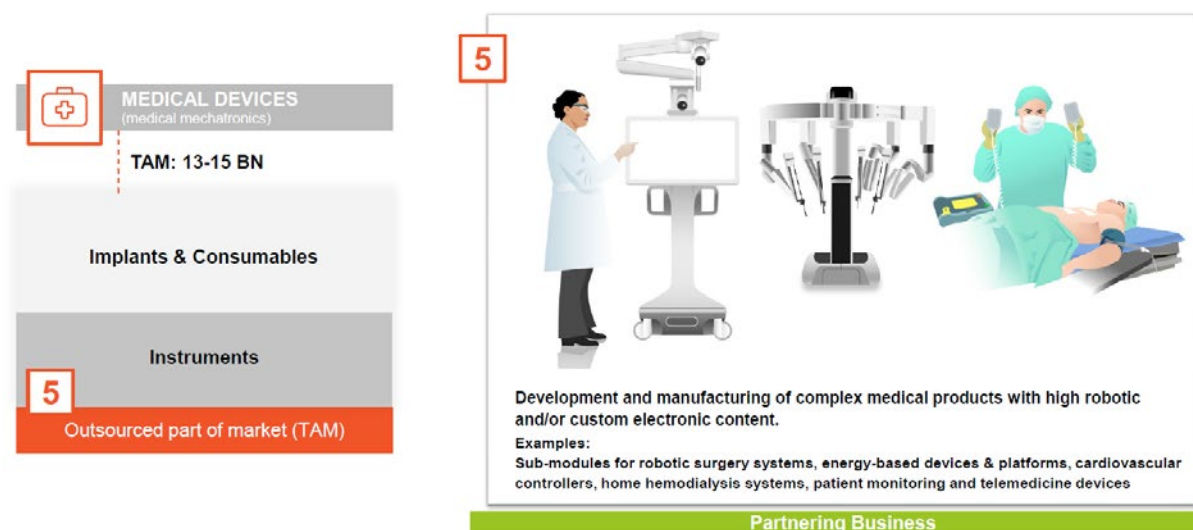 MEDICAL DEVICES
(medical mechatronics)
TAM: 13-15 BN
Implants & Consumables
Instruments
5
Outsourced part of market (TAM)
5
Development and manufacturing of complex medical products with high robotic
and/or custom electronic content.
Examples:
Sub-modules for robotic surgery systems, energy-based devices & platforms, cardiovascular
controllers, home hemodialysis systems, patient monitoring and telemedicine devices
Partnering Business